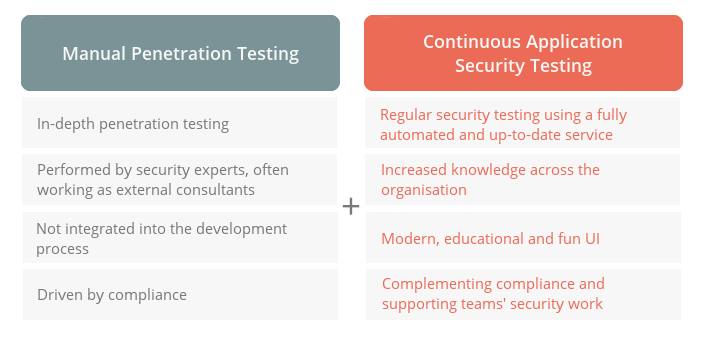 Manual Penetration Testing
In-depth penetration testing
Performed by security experts, often
working as external consultants
Not integrated into the development
process
Driven by compliance
+
Continuous Application
Security Testing
Regular security testing using a fully
automated and up-to-date service
Increased knowledge across the
organisation
Modern, educational and fun UI
Complementing compliance and
supporting teams' security work